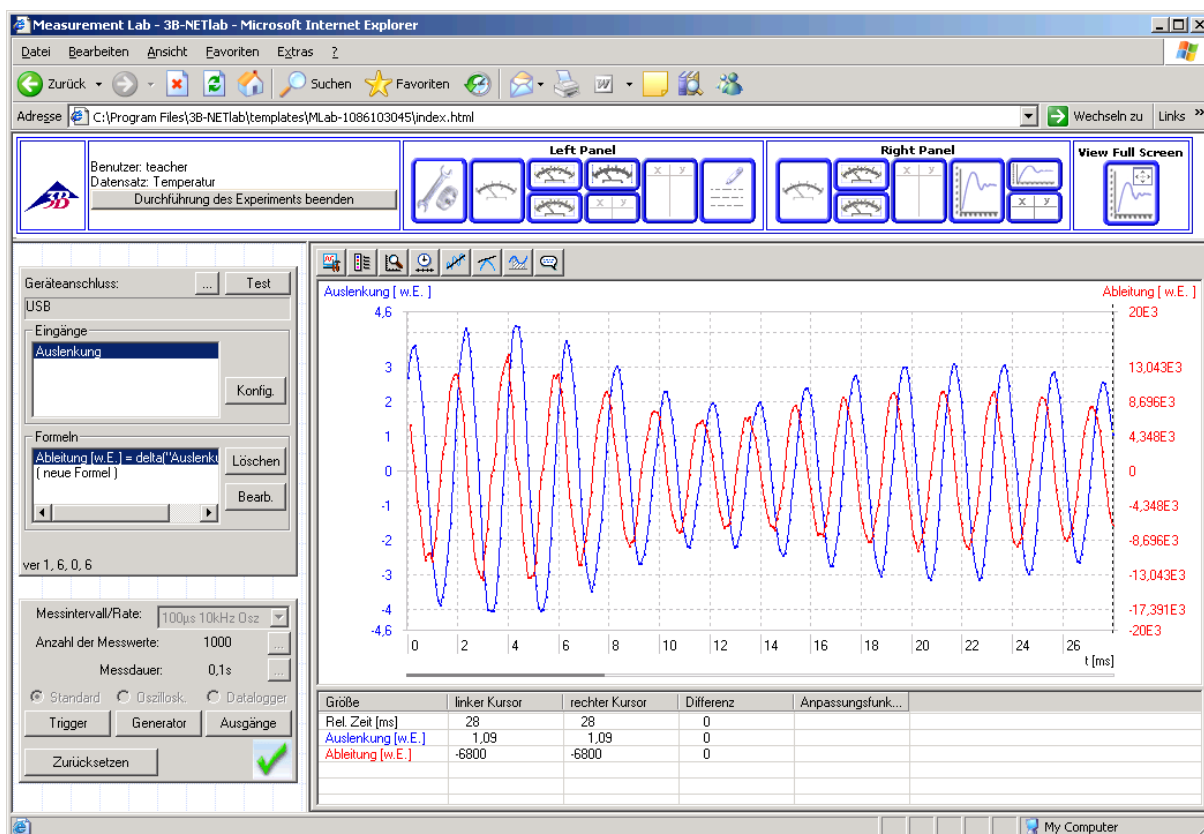 Measurement Lab - 3B-NETlab - Microsoft Internet Explorer
Datei Bearbeiten Ansicht Favoriten Extras ?
Zurück Suchen Favoriten
Adresse C:\Program Files\3B-NETlab\templates\MLab-1086103045\index.html Wechseln zu Links »
3B
Benutzer: teacher
Datensatz: Temperatur
Durchführung des Experiments beenden
Left Panel
x y
x y
Right Panel
x y
x y
View Full Screen
Geräteanschluss: ... Test
USB
Eingänge
Auslenkung
Konfig.
Formeln
Ableitung [w.E.] = delta("Auslenku
( neue Formel )
Löschen
Bearb.
ver 1, 6, 0, 6
Messintervall/Rate: 100µs 10kHz Osz
Anzahl der Messwerte: 1000 ...
Messdauer: 0,1s ...
Standard Oszillosk. Datalogger
Trigger Generator Ausgänge
Zurücksetzen
Auslenkung [ w.E. ] Ableitung [ w.E. ]
4,6 20E3
3 13,043E3
2 8,696E3
1 4,348E3
0 0
-1 -4,348E3
-2 -8,696E3
-3 -13,043E3
-4 -17,391E3
-4,6 -20E3
0 2 4 6 8 10 12 14 16 18 20 22 24 26
t [ms]
Größe linker Kursor rechter Kursor Differenz Anpassungsfunk...
Rel. Zeit [ms] 28 28 0
Auslenkung [w.E.] 1,09 1,09 0
Ableitung [w.E.] -6800 -6800 0
My Computer